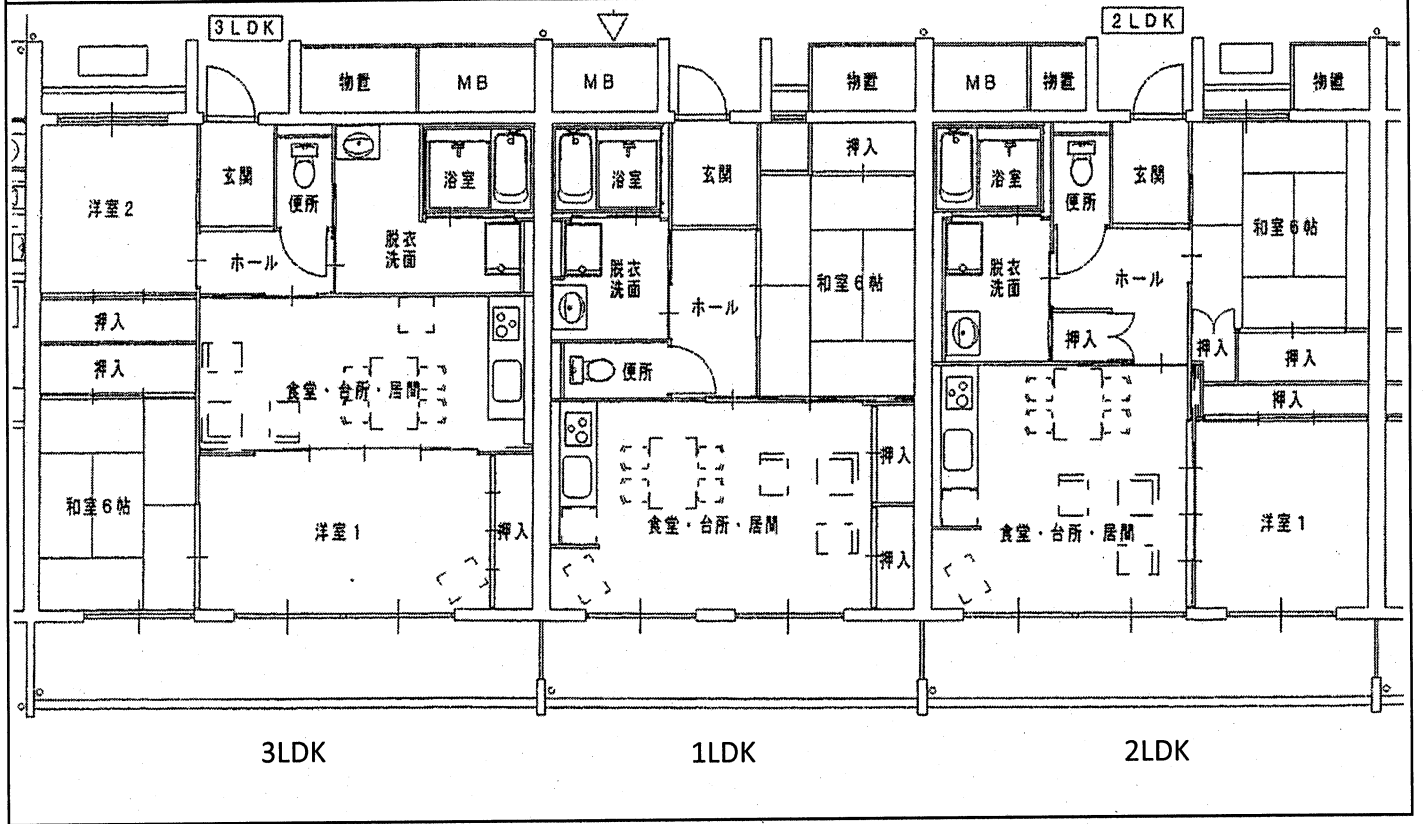 3LDK
2LDK
物置
MB
MB
物置
MB
物置
物置
玄関
便所
浴室
浴室
玄関
押入
浴室
便所
玄関
洋室2
ホール
脱衣
洗面
脱衣
洗面
ホール
和室6帖
脱衣
洗面
ホール
和室6帖
押入
押入
便所
押入
押入
押入
押入
食堂・台所・居間
和室6帖
洋室1
押入
食堂・台所・居間
押入
押入
食堂・台所・居間
洋室1
3LDK
1LDK
2LDK